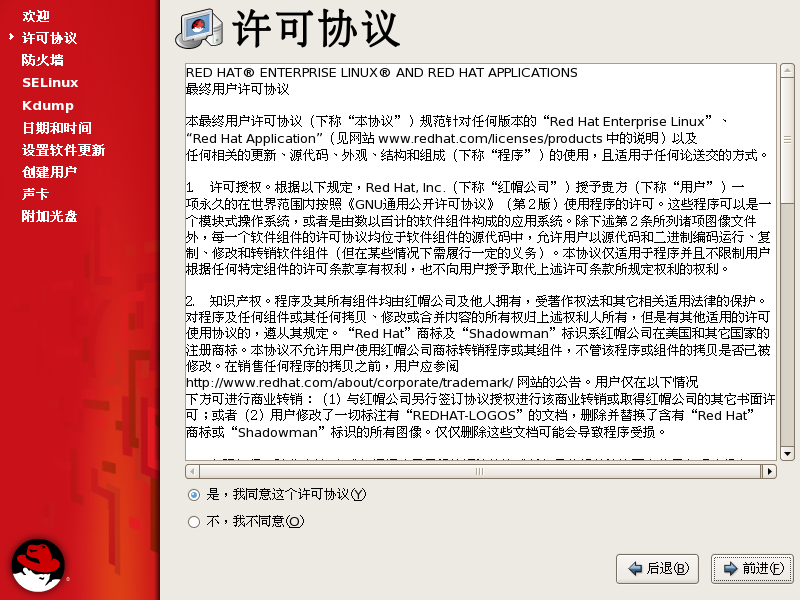 欢迎
许可协议
防火墙
SELinux
Kdump
日期和时间
设置软件更新
创建用户
声卡
附加光盘
许可协议
RED HAT® ENTERPRISE LINUX® AND RED HAT APPLICATIONS
最终用户许可协议
本最终用户许可协议（下称“本协议”）规范针对任何版本的“Red Hat Enterprise Linux”、
“Red Hat Application”（见网站 www.redhat.com/licenses/products 中的说明）以及
任何相关的更新、源代码、外观、结构和组成（下称“程序”）的使用，且适用于任何论送交的方式。
1. 许可授权。根据以下规定，Red Hat, Inc.（下称“红帽公司”）授予贵方（下称“用户”）一
项永久的在世界范围内按照《GNU通用公开许可协议》（第２版）使用程序的许可。这些程序可以是一
个模块式操作系统，或者是由数以百计的软件组件构成的应用系统。除下述第２条所列诸项图像文件
外，每一个软件组件的许可协议均位于软件组件的源代码中，允许用户以源代码和二进制编码运行、复
制、修改和转销软件组件（但在某些情况下需履行一定的义务）。本协议仅适用于程序并且不限制用户
根据任何特定组件的许可条款享有权利，也不向用户授予取代上述许可条款所规定权利的权利。
2. 知识产权。程序及其所有组件均由红帽公司及他人拥有，受著作权法和其它相关适用法律的保护。
对程序及任何组件或其任何拷贝、修改或合并内容的所有权归上述权利人所有，但是有其他适用的许可
使用协议的，遵从其规定。“Red Hat”商标及“Shadowman”标识系红帽公司在美国和其它国家的
注册商标。本协议不允许用户使用红帽公司商标转销程序或其组件，不管该程序或组件的拷贝是否已被
修改。在销售任何程序的拷贝之前，用户应参阅
http://www.redhat.com/about/corporate/trademark/ 网站的公告。用户仅在以下情况
下方可进行商业转销：（1）与红帽公司另行签订协议授权进行该商业转销或取得红帽公司的其它书面许
可；或者（2）用户修改了一切标注有“REDHAT-LOGOS”的文档，删除并替换了含有“Red Hat”
商标或“Shadowman”标识的所有图像。仅仅删除这些文档可能会导致程序受损。
是，我同意这个许可协议(Y)
不，我不同意(O)
后退(B)
前进(F)